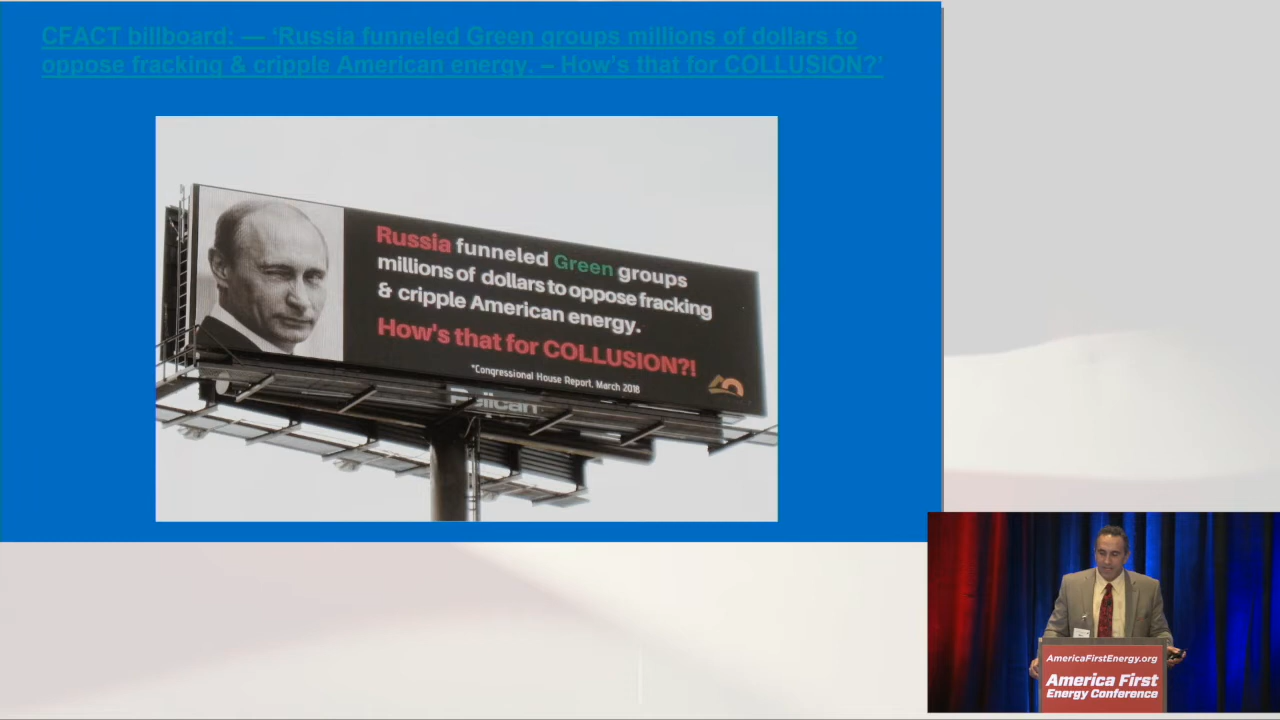 CFACT billboard: — ‘Russia funneled Green groups millions of dollars to
oppose fracking & cripple American energy. – How’s that for COLLUSION?’
Russia funneled Green groups
millions of dollars to oppose fracking
& cripple American energy.
How's that for COLLUSION?!
*Congressional House Report, March 2018
Pelican
AmericaFirstEnergy.org
America First
Energy Conference